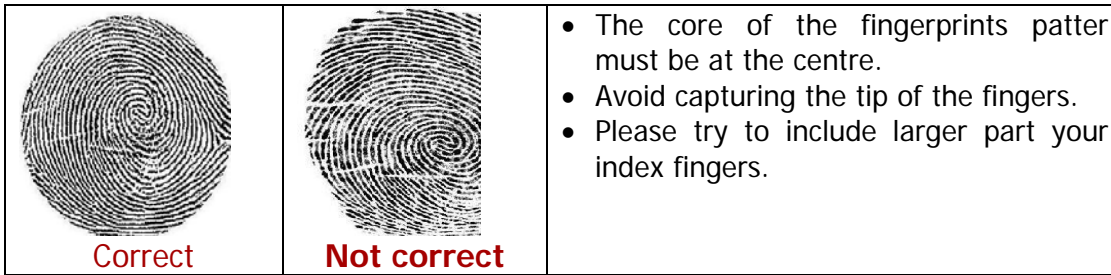 Correct
Not correct
• The core of the fingerprints patter
must be at the centre.
• Avoid capturing the tip of the fingers.
• Please try to include larger part your
index fingers.